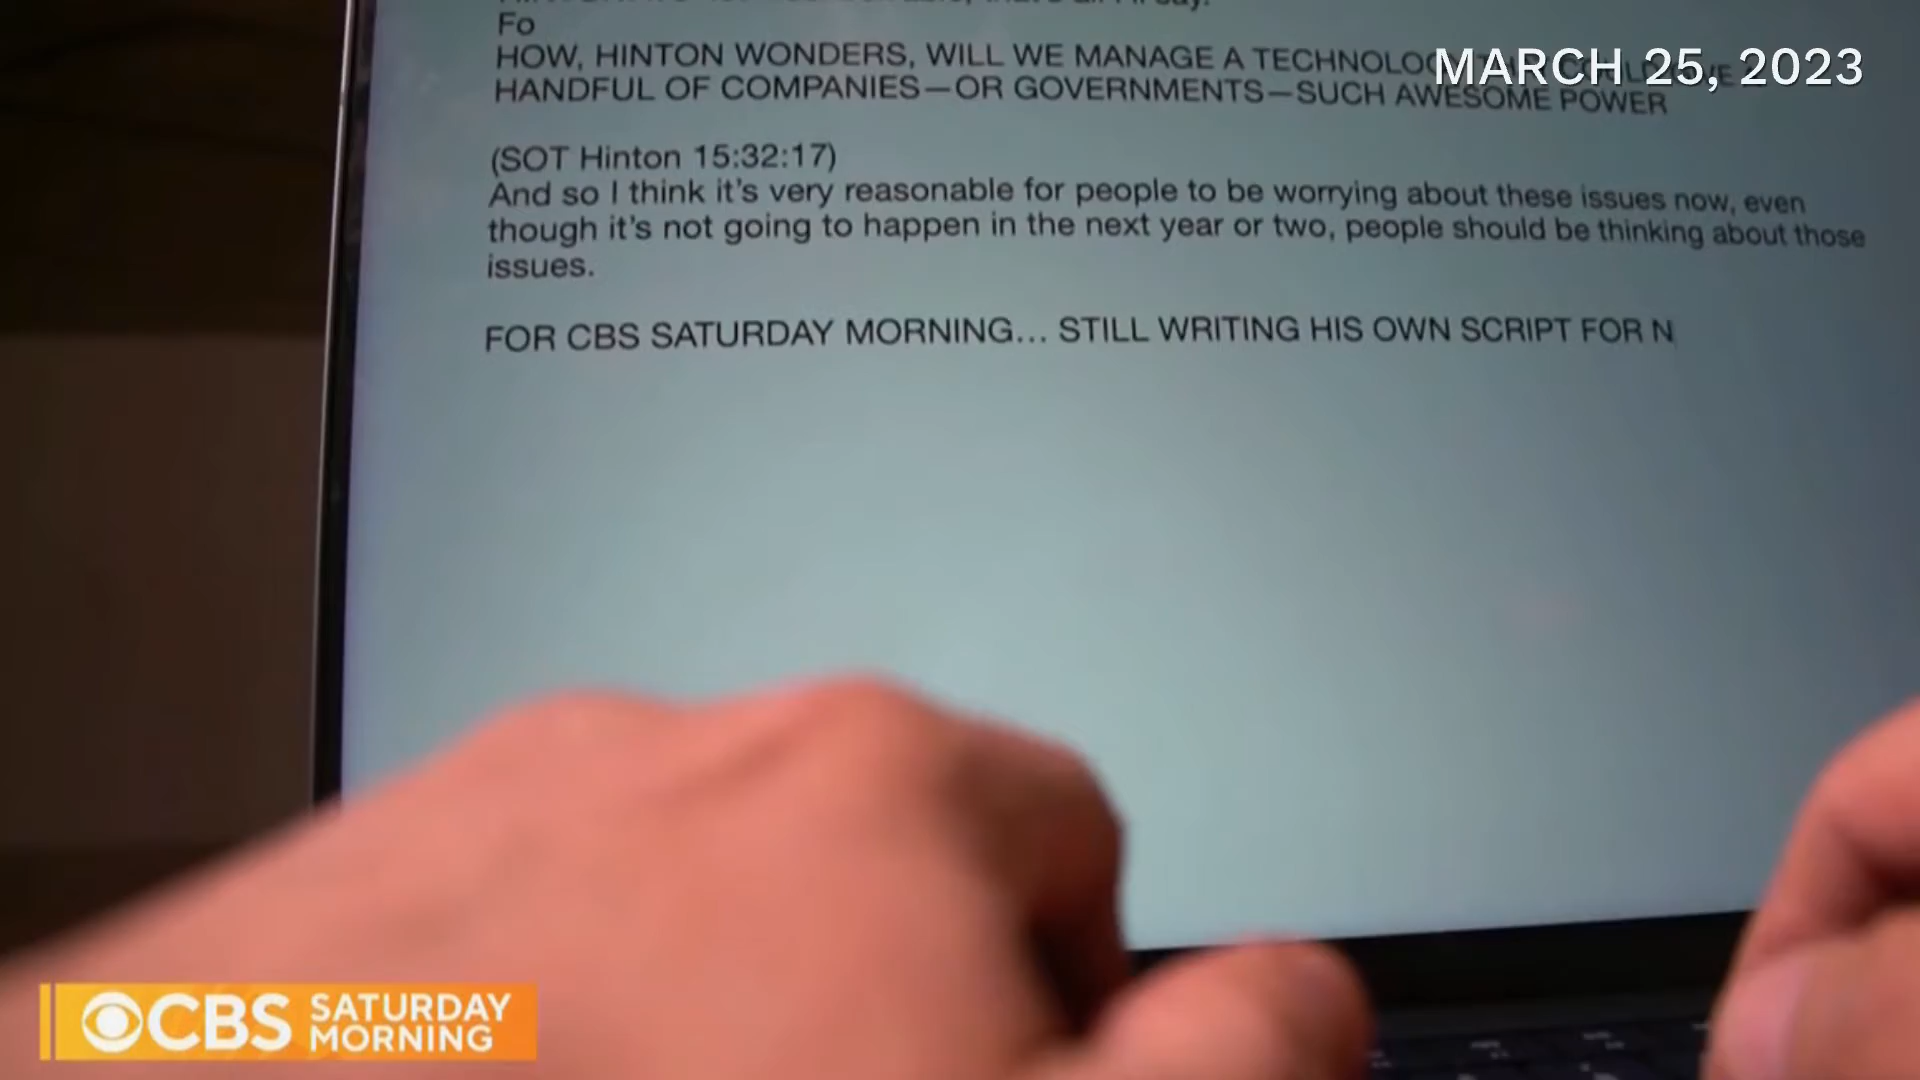 Fo
HOW, HINTON WONDERS, WILL WE MANAGE A
HANDFUL OF COMPANIES—OR GOVERNMENTS—SUCH AWESOME POWER
MARCH 25, 2023
(SOT Hinton 15:32:17)
And so I think it's very reasonable for people to be worrying about these issues now, even
though it's not going to happen in the next year or two, people should be thinking about those
issues.
FOR CBS SATURDAY MORNING... STILL WRITING HIS OWN SCRIPT FOR N
CBS SATURDAY
MORNING